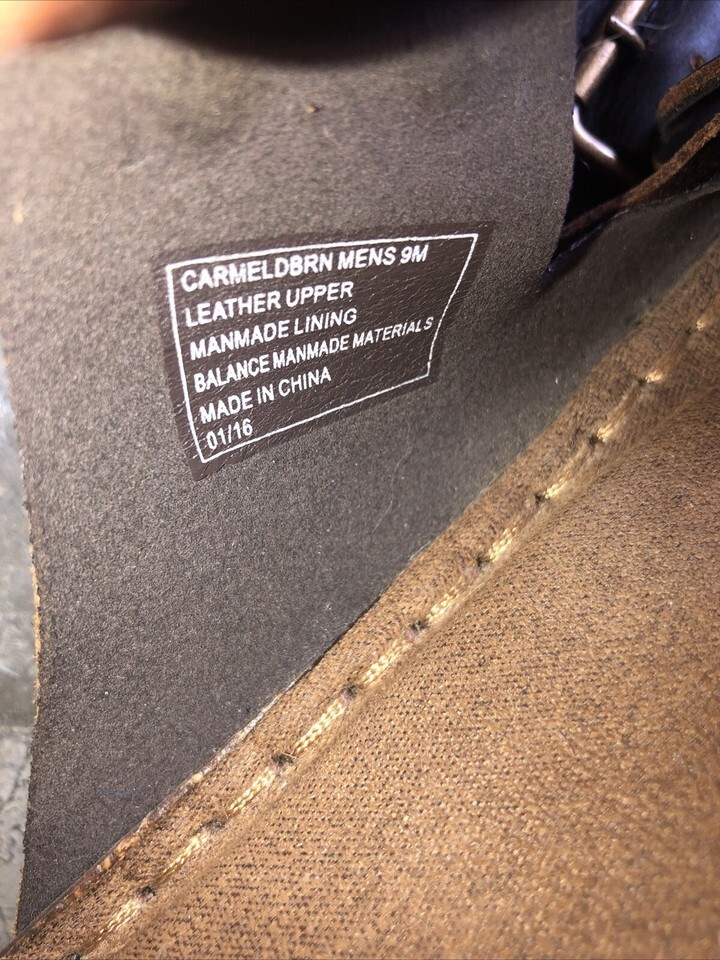 CARMELDBRN MENS 9M
LEATHER UPPER
MANMADE LINING
BALANCE MANMADE MATERIALS
MADE IN CHINA
01/16